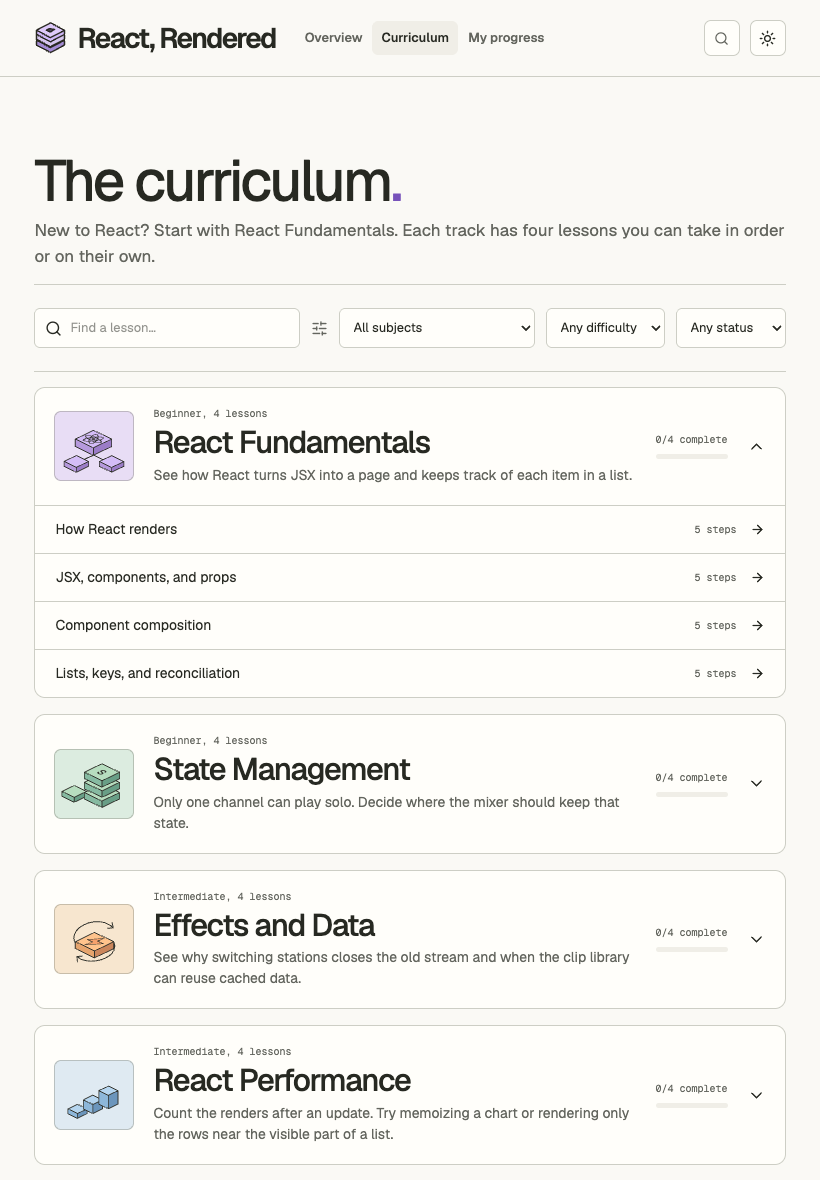 React, Rendered
Overview
Curriculum
My progress
The curriculum.
New to React? Start with React Fundamentals. Each track has four lessons you can take in order
or on their own.
Find a lesson…
All subjects
Any difficulty
Any status
Beginner, 4 lessons
React Fundamentals
See how React turns JSX into a page and keeps track of each item in a list.
0/4 complete
How React renders
5 steps
JSX, components, and props
5 steps
Component composition
5 steps
Lists, keys, and reconciliation
5 steps
Beginner, 4 lessons
State Management
Only one channel can play solo. Decide where the mixer should keep that
state.
0/4 complete
Intermediate, 4 lessons
Effects and Data
See why switching stations closes the old stream and when the clip library
can reuse cached data.
0/4 complete
Intermediate, 4 lessons
React Performance
Count the renders after an update. Try memoizing a chart or rendering only
the rows near the visible part of a list.
0/4 complete